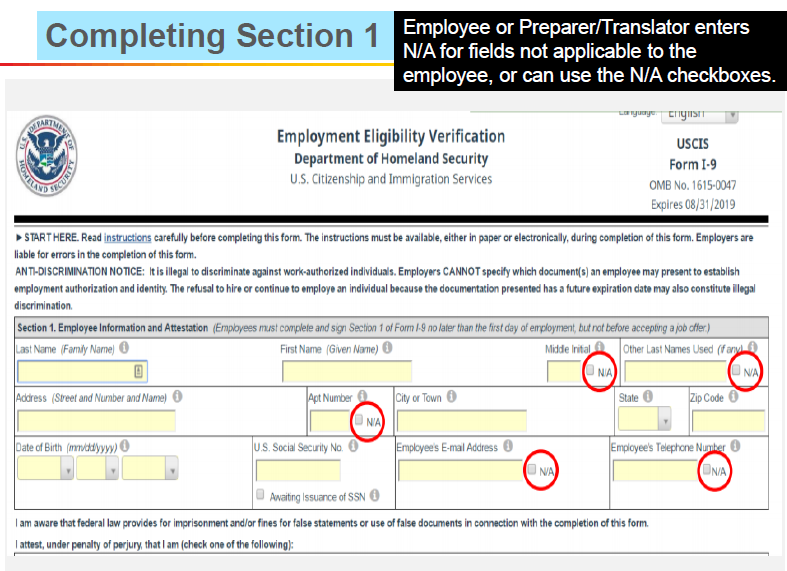 Completing Section 1
Employee or Preparer/Translator enters
N/A for fields not applicable to the
employee, or can use the N/A checkboxes.
Language: English
U.S. DEPARTMENT OF HOMELAND SECURITY
Employment Eligibility Verification
Department of Homeland Security
U.S. Citizenship and Immigration Services
USCIS
Form I-9
OMB No. 1615-0047
Expires 08/31/2019
►START HERE. Read instructions carefully before completing this form. The instructions must be available, either in paper or electronically, during completion of this form. Employers are
liable for errors in the completion of this form.
ANTI-DISCRIMINATION NOTICE: It is illegal to discriminate against work-authorized individuals. Employers CANNOT specify which document(s) an employee may present to establish
employment authorization and identity. The refusal to hire or continue to employe an individual because the documentation presented has a future expiration date may also constitute illegal
discrimination.
Section 1. Employee Information and Attestation (Employees must complete and sign Section 1 of Form I-9 no later than the first day of employment, but not before accepting a job offer.)
Last Name (Family Name) First Name (Given Name) Middle Initial Other Last Names Used (if any)
N/A N/A
Address (Street and Number and Name) Apt Number City or Town State Zip Code
N/A
Date of Birth (mm/dd/yyyy) U.S. Social Security No. Employee's E-mail Address Employee's Telephone Number
N/A N/A
Awaiting Issuance of SSN
I am aware that federal law provides for imprisonment and/or fines for false statements or use of false documents in connection with the completion of this form.
I attest, under penalty of perjury, that I am (check one of the following):